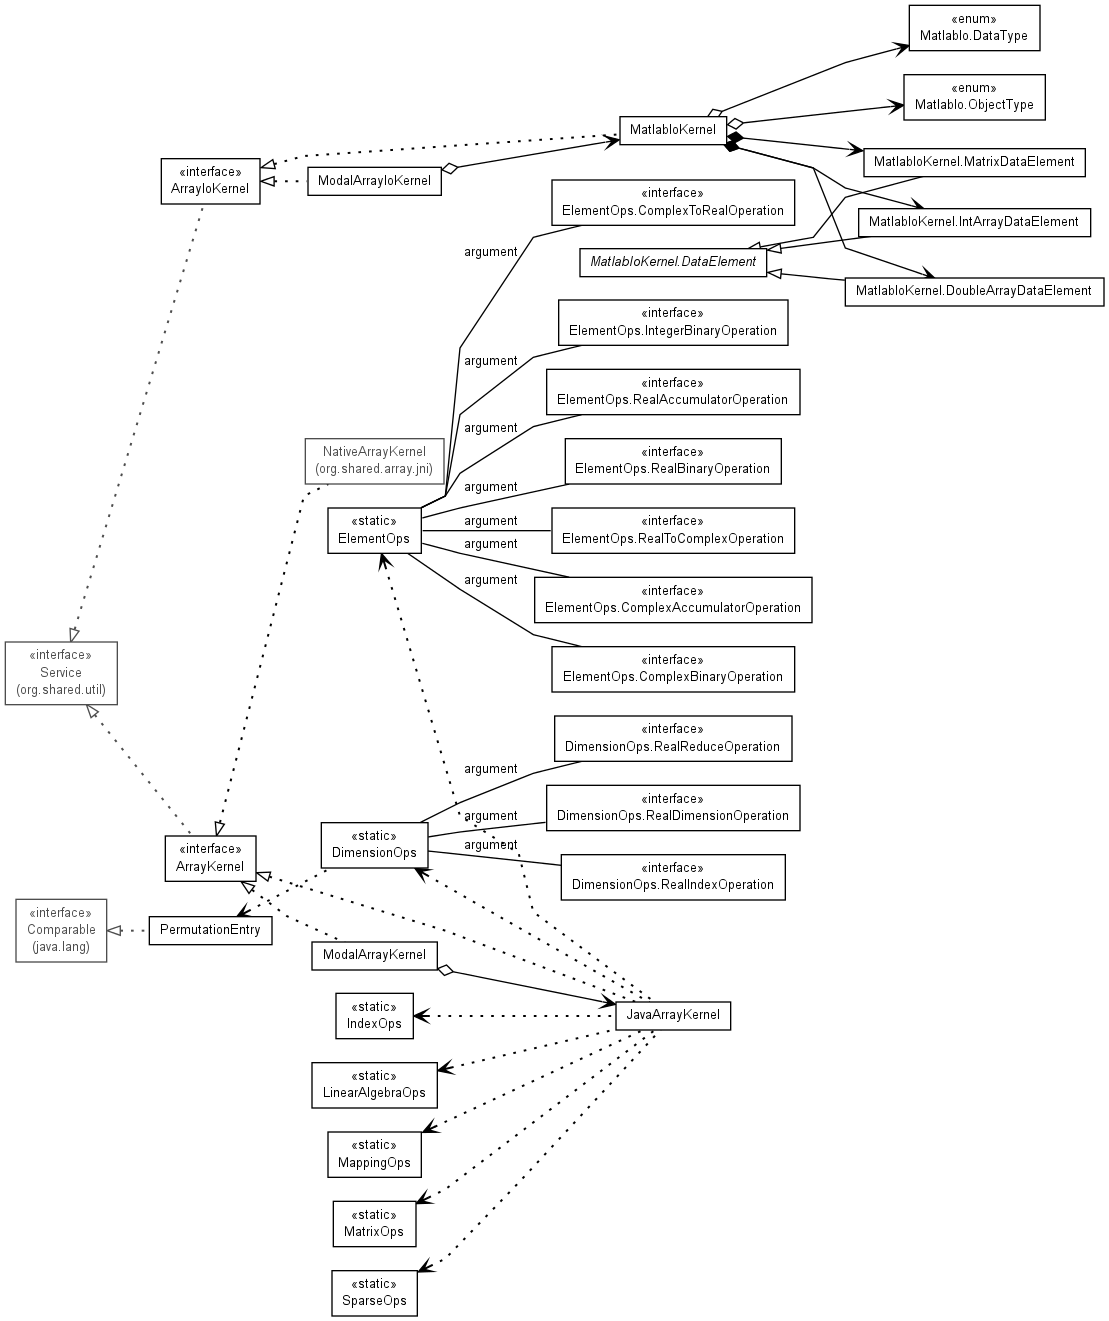 «enum»
MatlabIo.DataType
«enum»
MatlabIo.ObjectType
MatlabIoKernel
MatlabIoKernel.MatrixDataElement
«interface»
ArrayIoKernel
ModalArrayIoKernel
«interface»
ElementOps.ComplexToRealOperation
MatlabIoKernel.IntArrayDataElement
argument
MatlabIoKernel.DataElement
MatlabIoKernel.DoubleArrayDataElement
«interface»
ElementOps.IntegerBinaryOperation
argument
«interface»
ElementOps.RealAccumulatorOperation
argument
NativeArrayKernel
(org.shared.array.jni)
«interface»
ElementOps.RealBinaryOperation
argument
«static»
ElementOps
argument
«interface»
ElementOps.RealToComplexOperation
argument
argument
«interface»
ElementOps.ComplexAccumulatorOperation
«interface»
Service
(org.shared.util)
«interface»
ElementOps.ComplexBinaryOperation
«interface»
DimensionOps.RealReduceOperation
argument
«interface»
DimensionOps.RealDimensionOperation
argument
«static»
DimensionOps
argument
«interface»
ArrayKernel
«interface»
DimensionOps.RealIndexOperation
«interface»
Comparable
(java.lang)
PermutationEntry
ModalArrayKernel
«static»
IndexOps
JavaArrayKernel
«static»
LinearAlgebraOps
«static»
MappingOps
«static»
MatrixOps
«static»
SparseOps